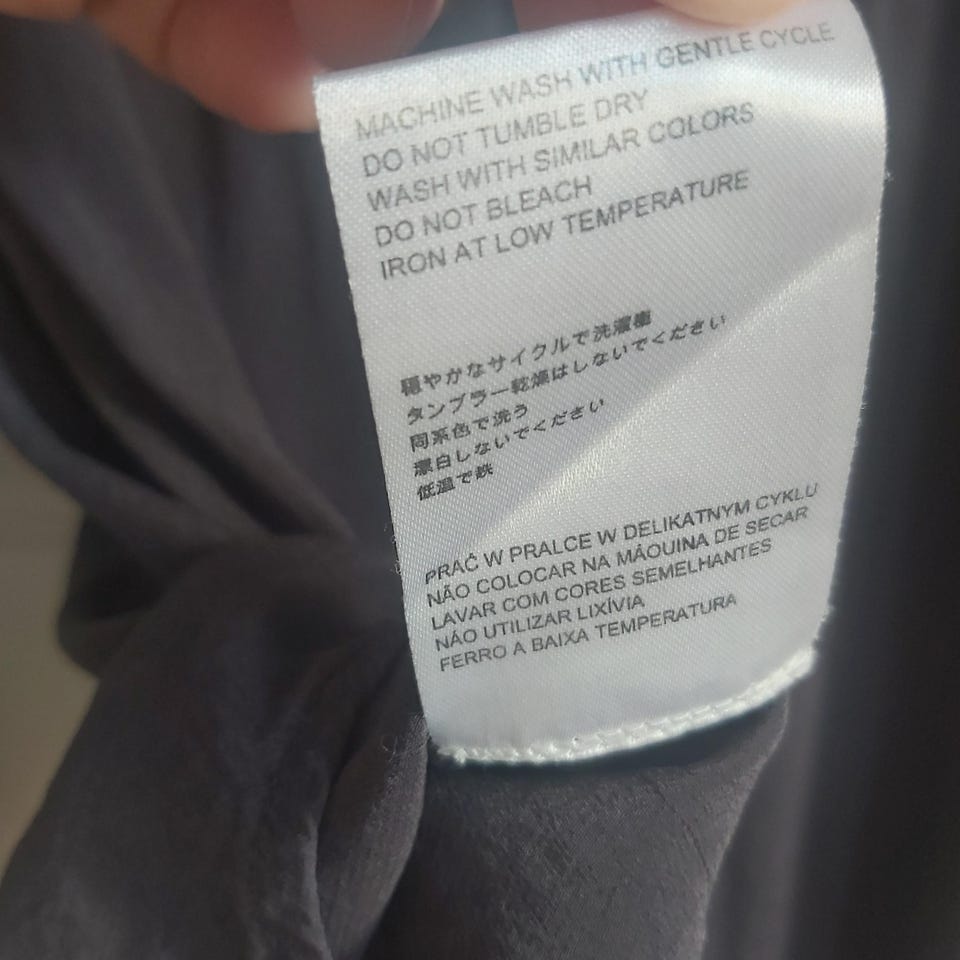 MACHINE WASH WITH GENTLE CYCLE
DO NOT TUMBLE DRY
WASH WITH SIMILAR COLORS
DO NOT BLEACH
IRON AT LOW TEMPERATURE
穏やかなサイクルで洗濯機
タンブラー乾燥はしないでください
同系色で洗う
漂白しないでください
低温で鉄
PRAĆ W PRALCE W DELIKATNYM CYKLU
NÃO COLOCAR NA MÁQUINA DE SECAR
LAVAR COM CORES SEMELHANTES
NÃO UTILIZAR LIXÍVIA
FERRO A BAIXA TEMPERATURA